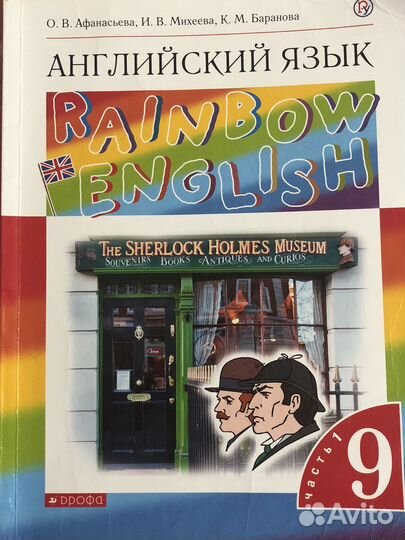 О. В. Афанасьева, И. В. Михеева, К. М. Баранова
АНГЛИЙСКИЙ ЯЗЫК
RAINBOW
ENGLISH
THE SHERLOCK HOLMES MUSEUM
SOUVENIRS BOOKS ANTIQUES AND CURIOS
часть 1
9
дрофа
Avito